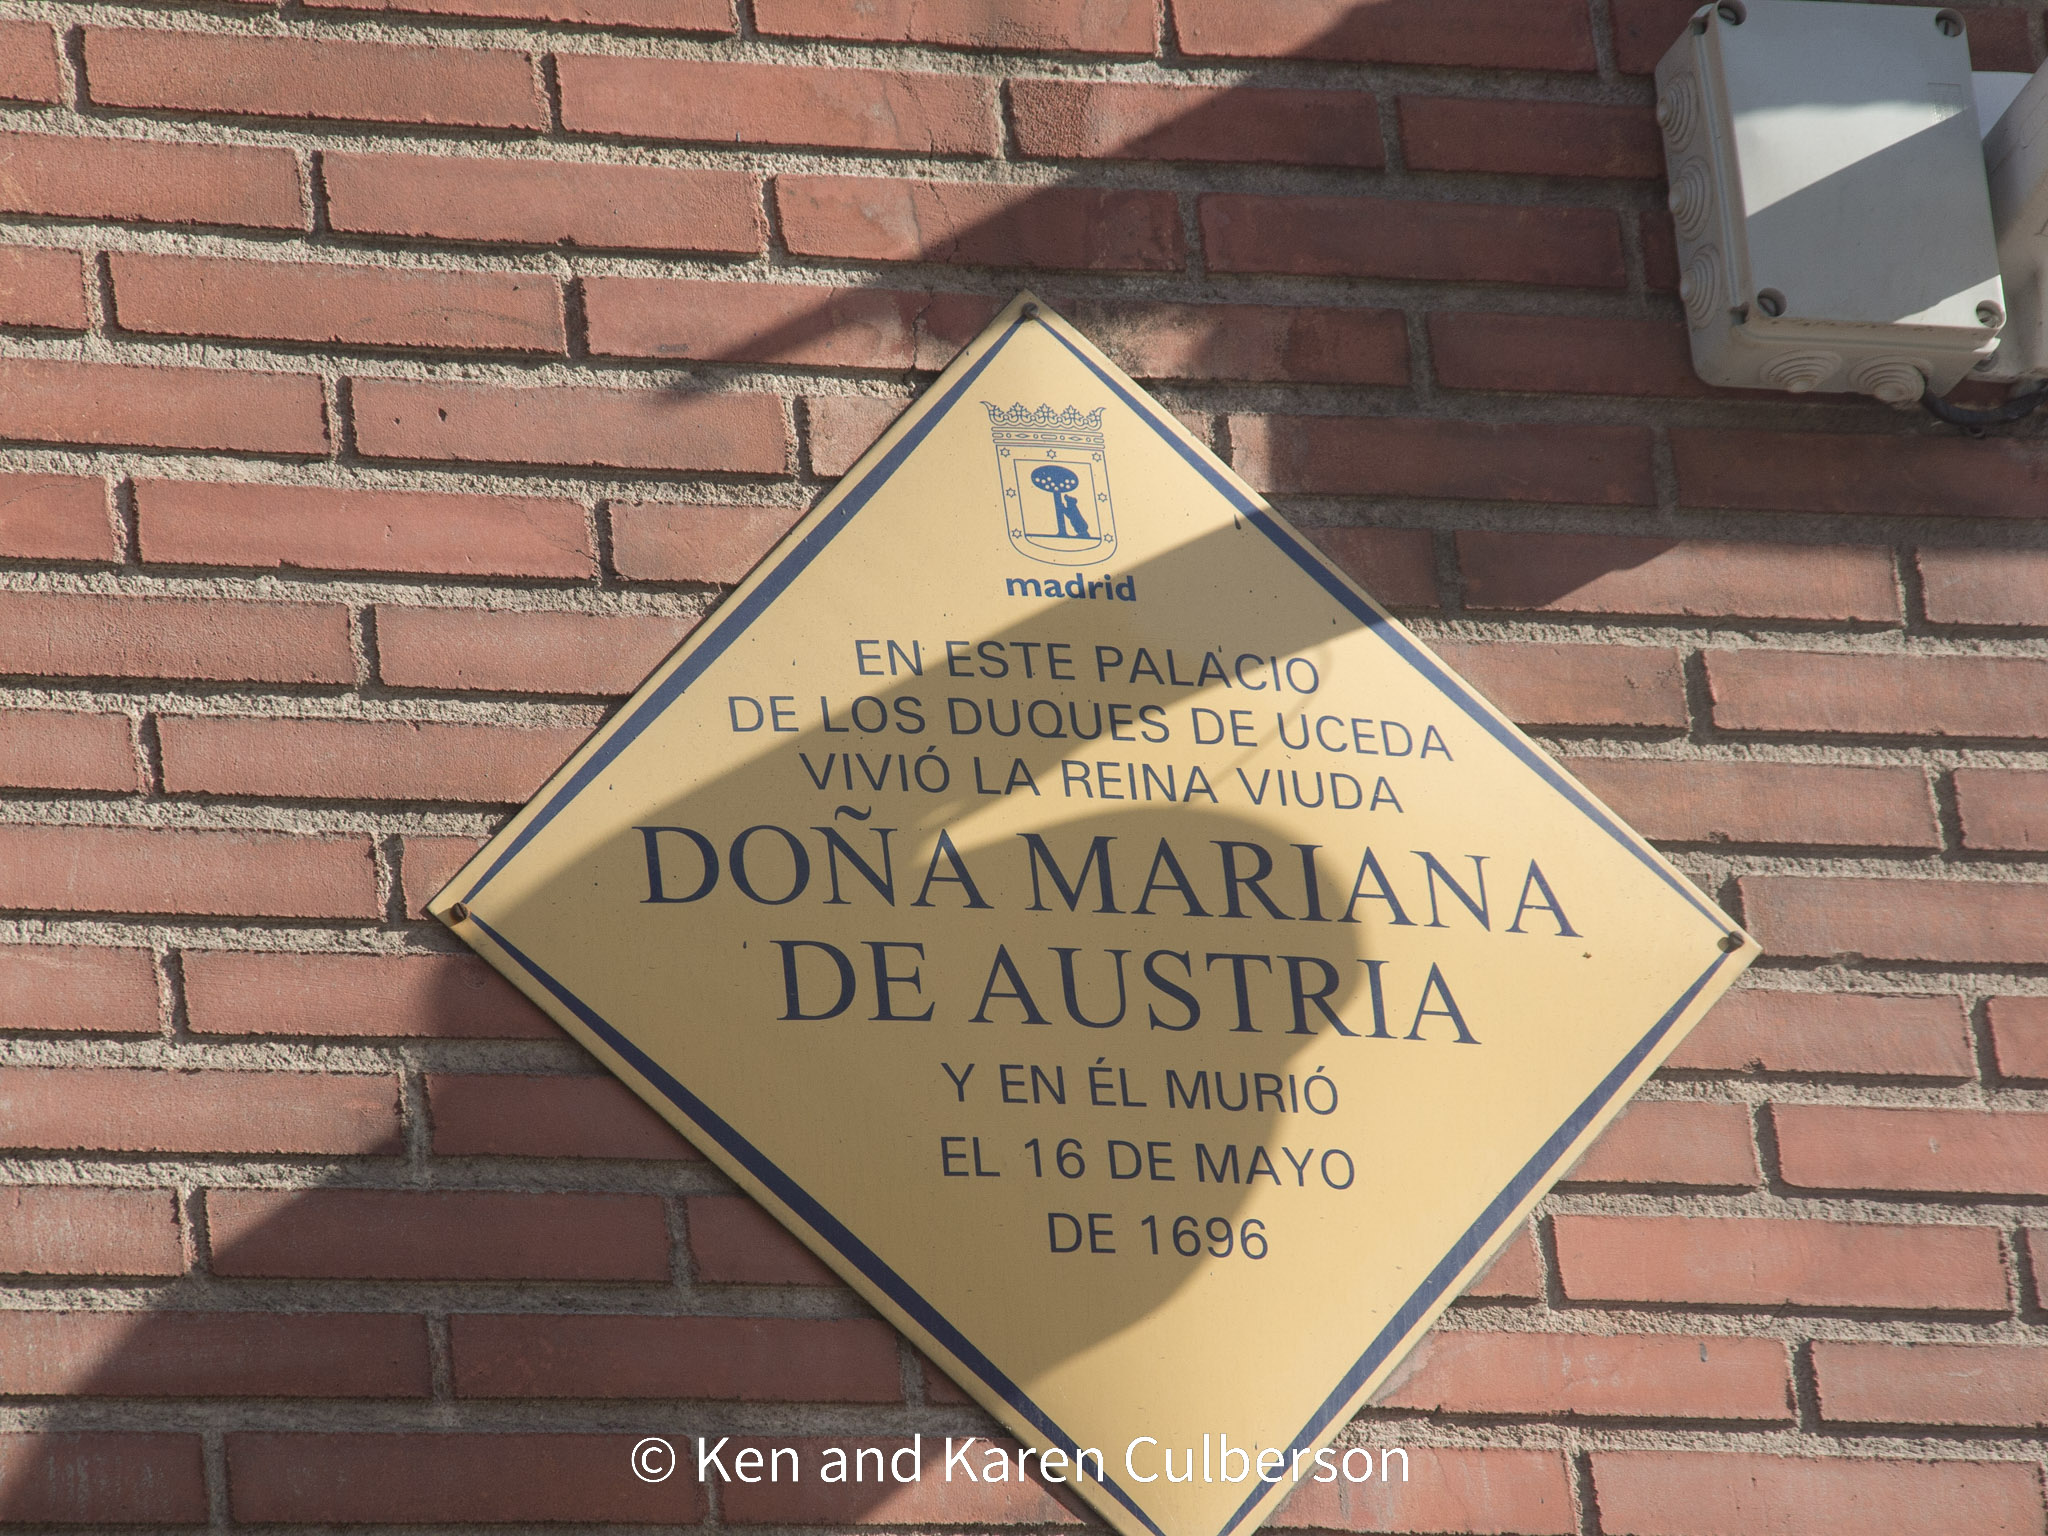 madrid
EN ESTE PALACIO
DE LOS DUQUES DE UCEDA
VIVIÓ LA REINA VIUDA
DOÑA MARIANA
DE AUSTRIA
Y EN ÉL MURIÓ
EL 16 DE MAYO
DE 1696
© Ken and Karen Culberson